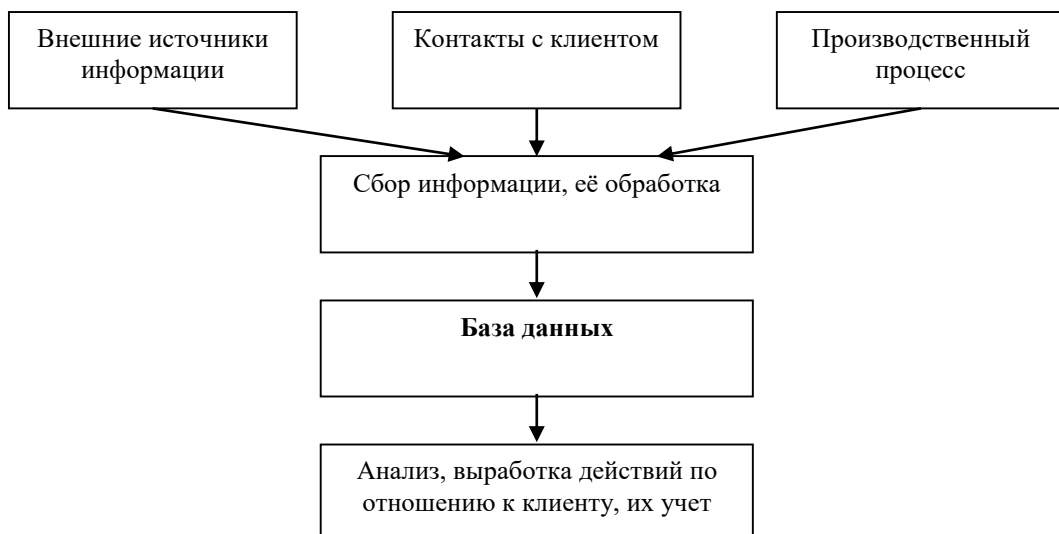 Внешние источники
информации
Контакты с клиентом
Производственный
процесс
Сбор информации, её обработка
База данных
Анализ, выработка действий по
отношению к клиенту, их учет